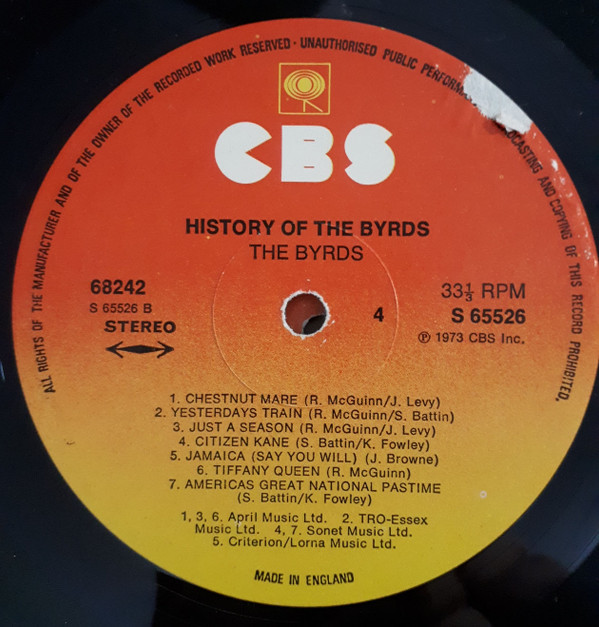 ALL RIGHTS OF THE MANUFACTURER AND OF THE OWNER OF THE RECORDED WORK RESERVED · UNAUTHORISED PUBLIC AND COPYING OF THIS RECORD PROHIBITED.
CBS
HISTORY OF THE BYRDS
THE BYRDS
68242
S 65526 B
STEREO
4
33⅓ RPM
S 65526
℗ 1973 CBS Inc.
1. CHESTNUT MARE (R. McGuinn/J. Levy)
2. YESTERDAYS TRAIN (R. McGuinn/S. Battin)
3. JUST A SEASON (R. McGuinn/J. Levy)
4. CITIZEN KANE (S. Battin/K. Fowley)
5. JAMAICA (SAY YOU WILL) (J. Browne)
6. TIFFANY QUEEN (R. McGuinn)
7. AMERICAS GREAT NATIONAL PASTIME
(S. Battin/K. Fowley)
1, 3, 6. April Music Ltd. 2. TRO-Essex
Music Ltd. 4, 7. Sonet Music Ltd.
5. Criterion/Lorna Music Ltd.
MADE IN ENGLAND